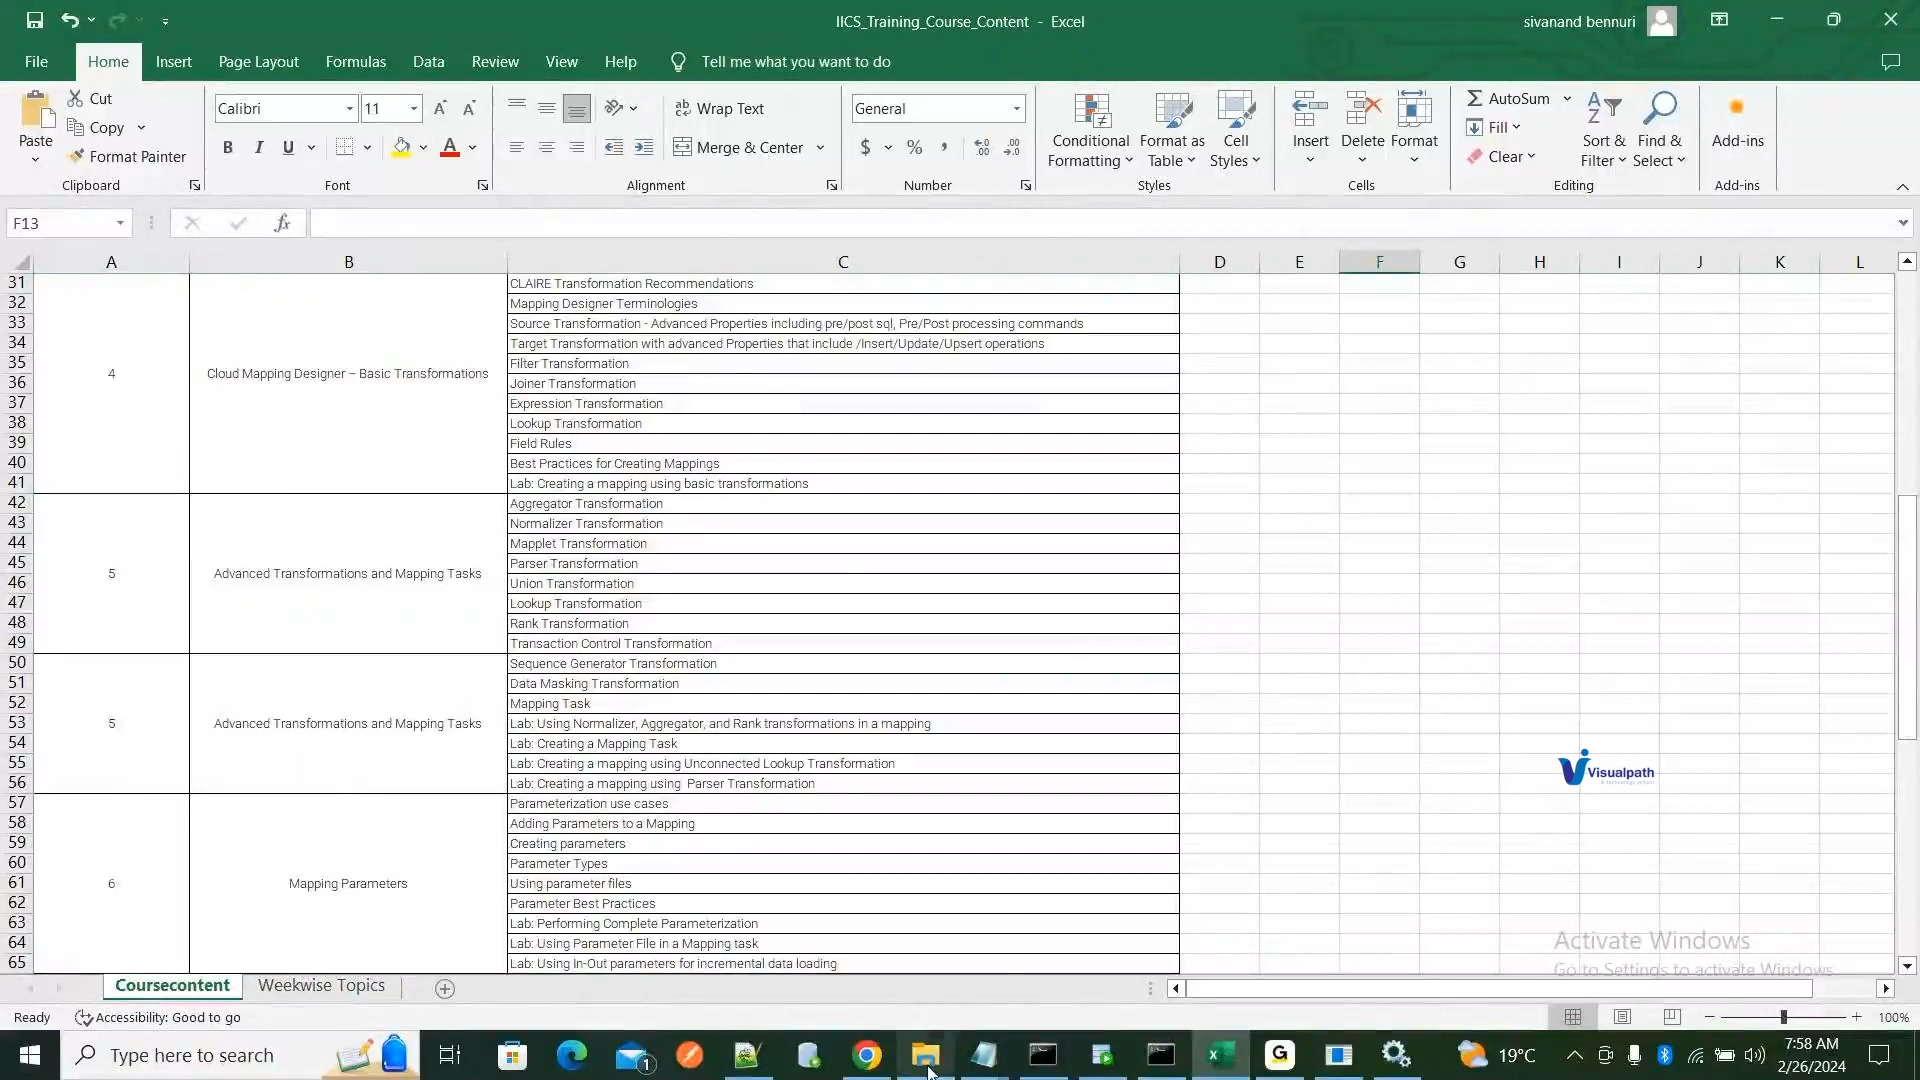 IICS_Training_Course_Content - Excel
sivanand bennuri
File Home Insert Page Layout Formulas Data Review View Help Tell me what you want to do
Cut
Copy
Format Painter
Paste
Clipboard
Calibri 11
B I U
Font
Wrap Text
Merge & Center
Alignment
General
$ %
Number
Conditional Formatting
Format as Table
Cell Styles
Styles
Insert Delete Format
Cells
AutoSum
Fill
Clear
Sort & Filter
Find & Select
Editing
Add-ins
Add-ins
F13
fx
A B C D E F G H I J K L
31 CLAIRE Transformation Recommendations
32 Mapping Designer Terminologies
33 Source Transformation - Advanced Properties including pre/post sql, Pre/Post processing commands
34 Target Transformation with advanced Properties that include /Insert/Update/Upsert operations
35 Filter Transformation
4 Cloud Mapping Designer – Basic Transformations
36 Joiner Transformation
37 Expression Transformation
38 Lookup Transformation
39 Field Rules
40 Best Practices for Creating Mappings
41 Lab: Creating a mapping using basic transformations
42 Aggregator Transformation
43 Normalizer Transformation
44 Mapplet Transformation
45 Parser Transformation
5 Advanced Transformations and Mapping Tasks
46 Union Transformation
47 Lookup Transformation
48 Rank Transformation
49 Transaction Control Transformation
50 Sequence Generator Transformation
51 Data Masking Transformation
52 Mapping Task
53 5 Advanced Transformations and Mapping Tasks Lab: Using Normalizer, Aggregator, and Rank transformations in a mapping
54 Lab: Creating a Mapping Task
55 Lab: Creating a mapping using Unconnected Lookup Transformation
56 Lab: Creating a mapping using Parser Transformation
57 Parameterization use cases
58 Adding Parameters to a Mapping
59 Creating parameters
60 Parameter Types
61 6 Mapping Parameters Using parameter files
62 Parameter Best Practices
63 Lab: Performing Complete Parameterization
64 Lab: Using Parameter File in a Mapping task
65 Lab: Using In-Out parameters for incremental data loading
Visualpath
Activate Windows
Go to Settings to activate Windows.
Coursecontent Weekwise Topics
Ready Accessibility: Good to go
100%
Type here to search
1
19°C
7:58 AM
2/26/2024